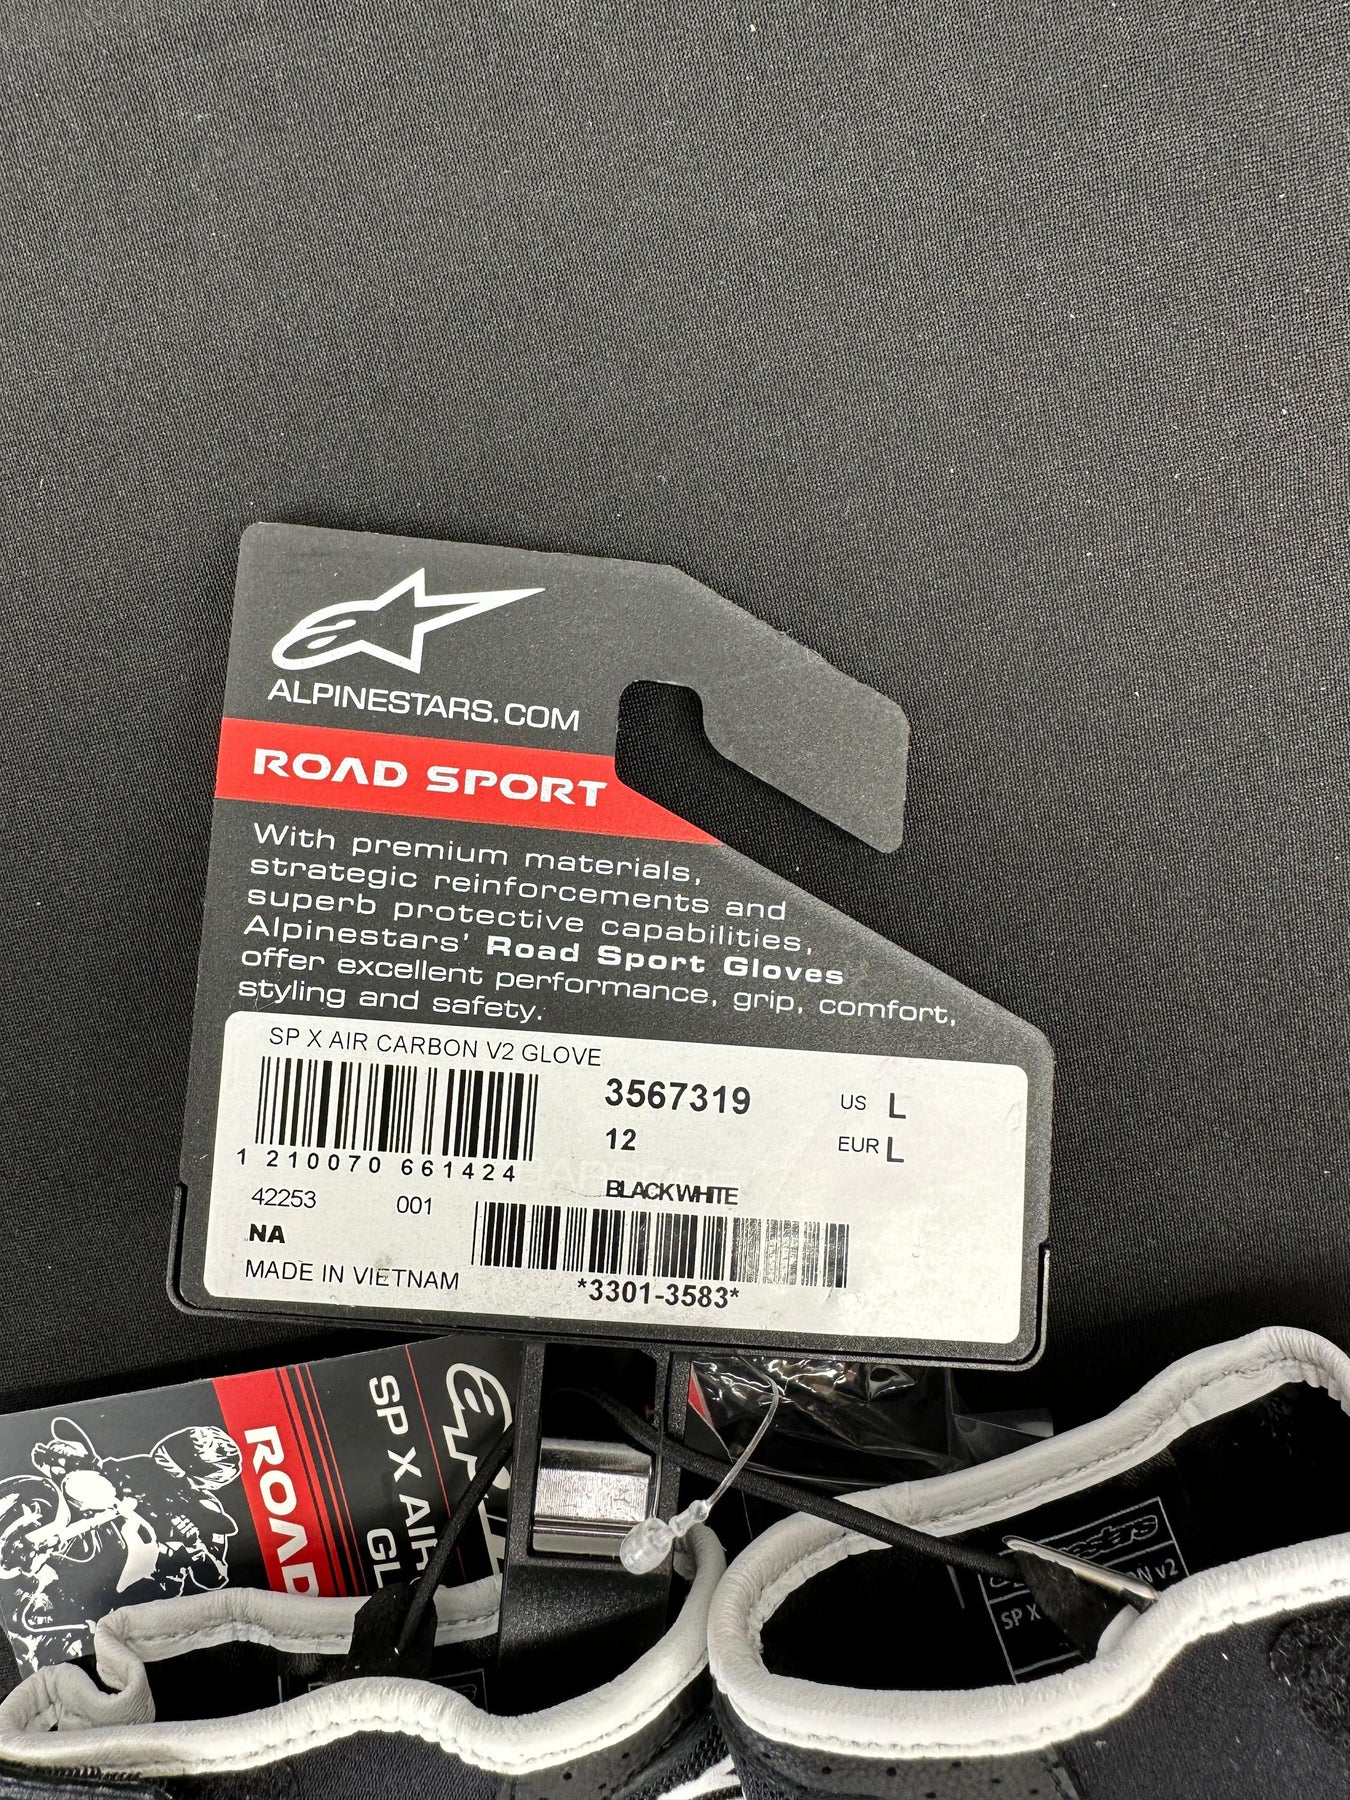 ALPINESTARS.COM
ROAD SPORT
With premium materials,
strategic reinforcements and
superb protective capabilities,
Alpinestars' Road Sport Gloves
offer excellent performance, grip, comfort,
styling and safety.
SP X AIR CARBON V2 GLOVE
3567319 US L
12 EUR L
1 210070 661424
BLACK WHITE
42253 001
NA
MADE IN VIETNAM
*3301-3583*
ROAD
SP X AIR
SP X
v2